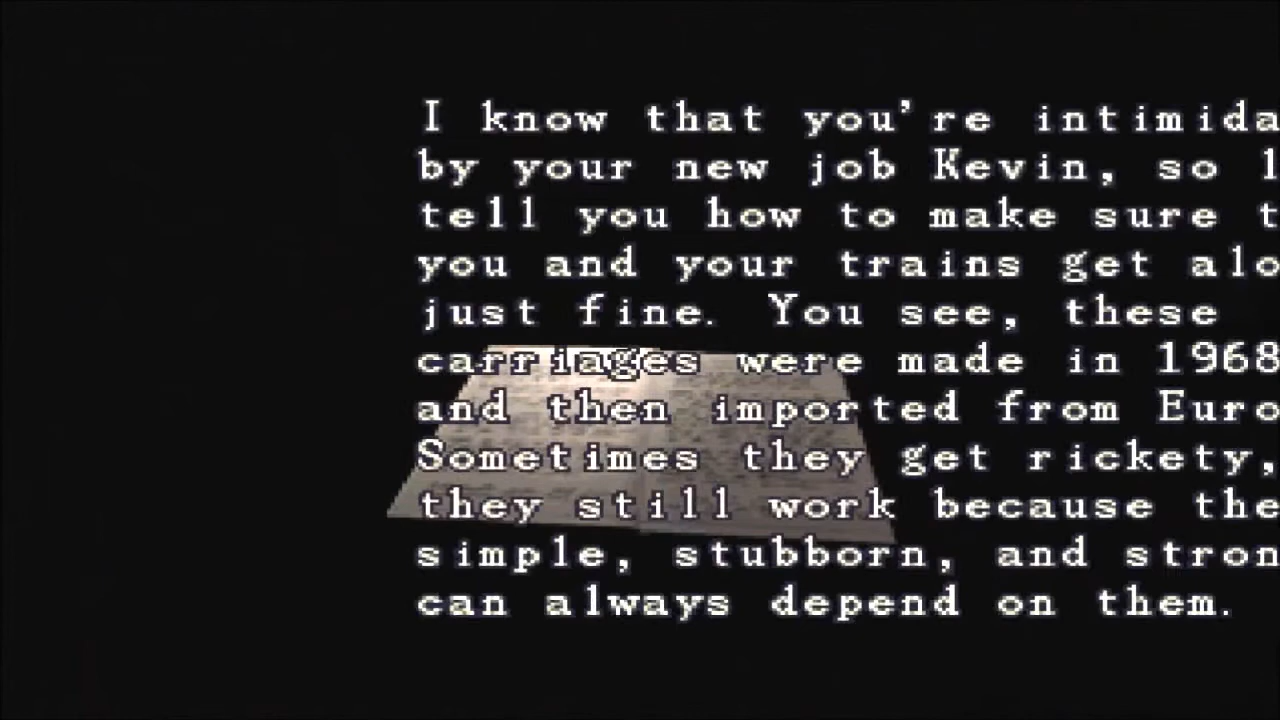 I know that you're intimida
by your new job Kevin, so l
tell you how to make sure t
you and your trains get alo
just fine. You see, these
carriages were made in 1968
and then imported from Euro
Sometimes they get rickety,
they still work because the
simple, stubborn, and stron
can always depend on them.